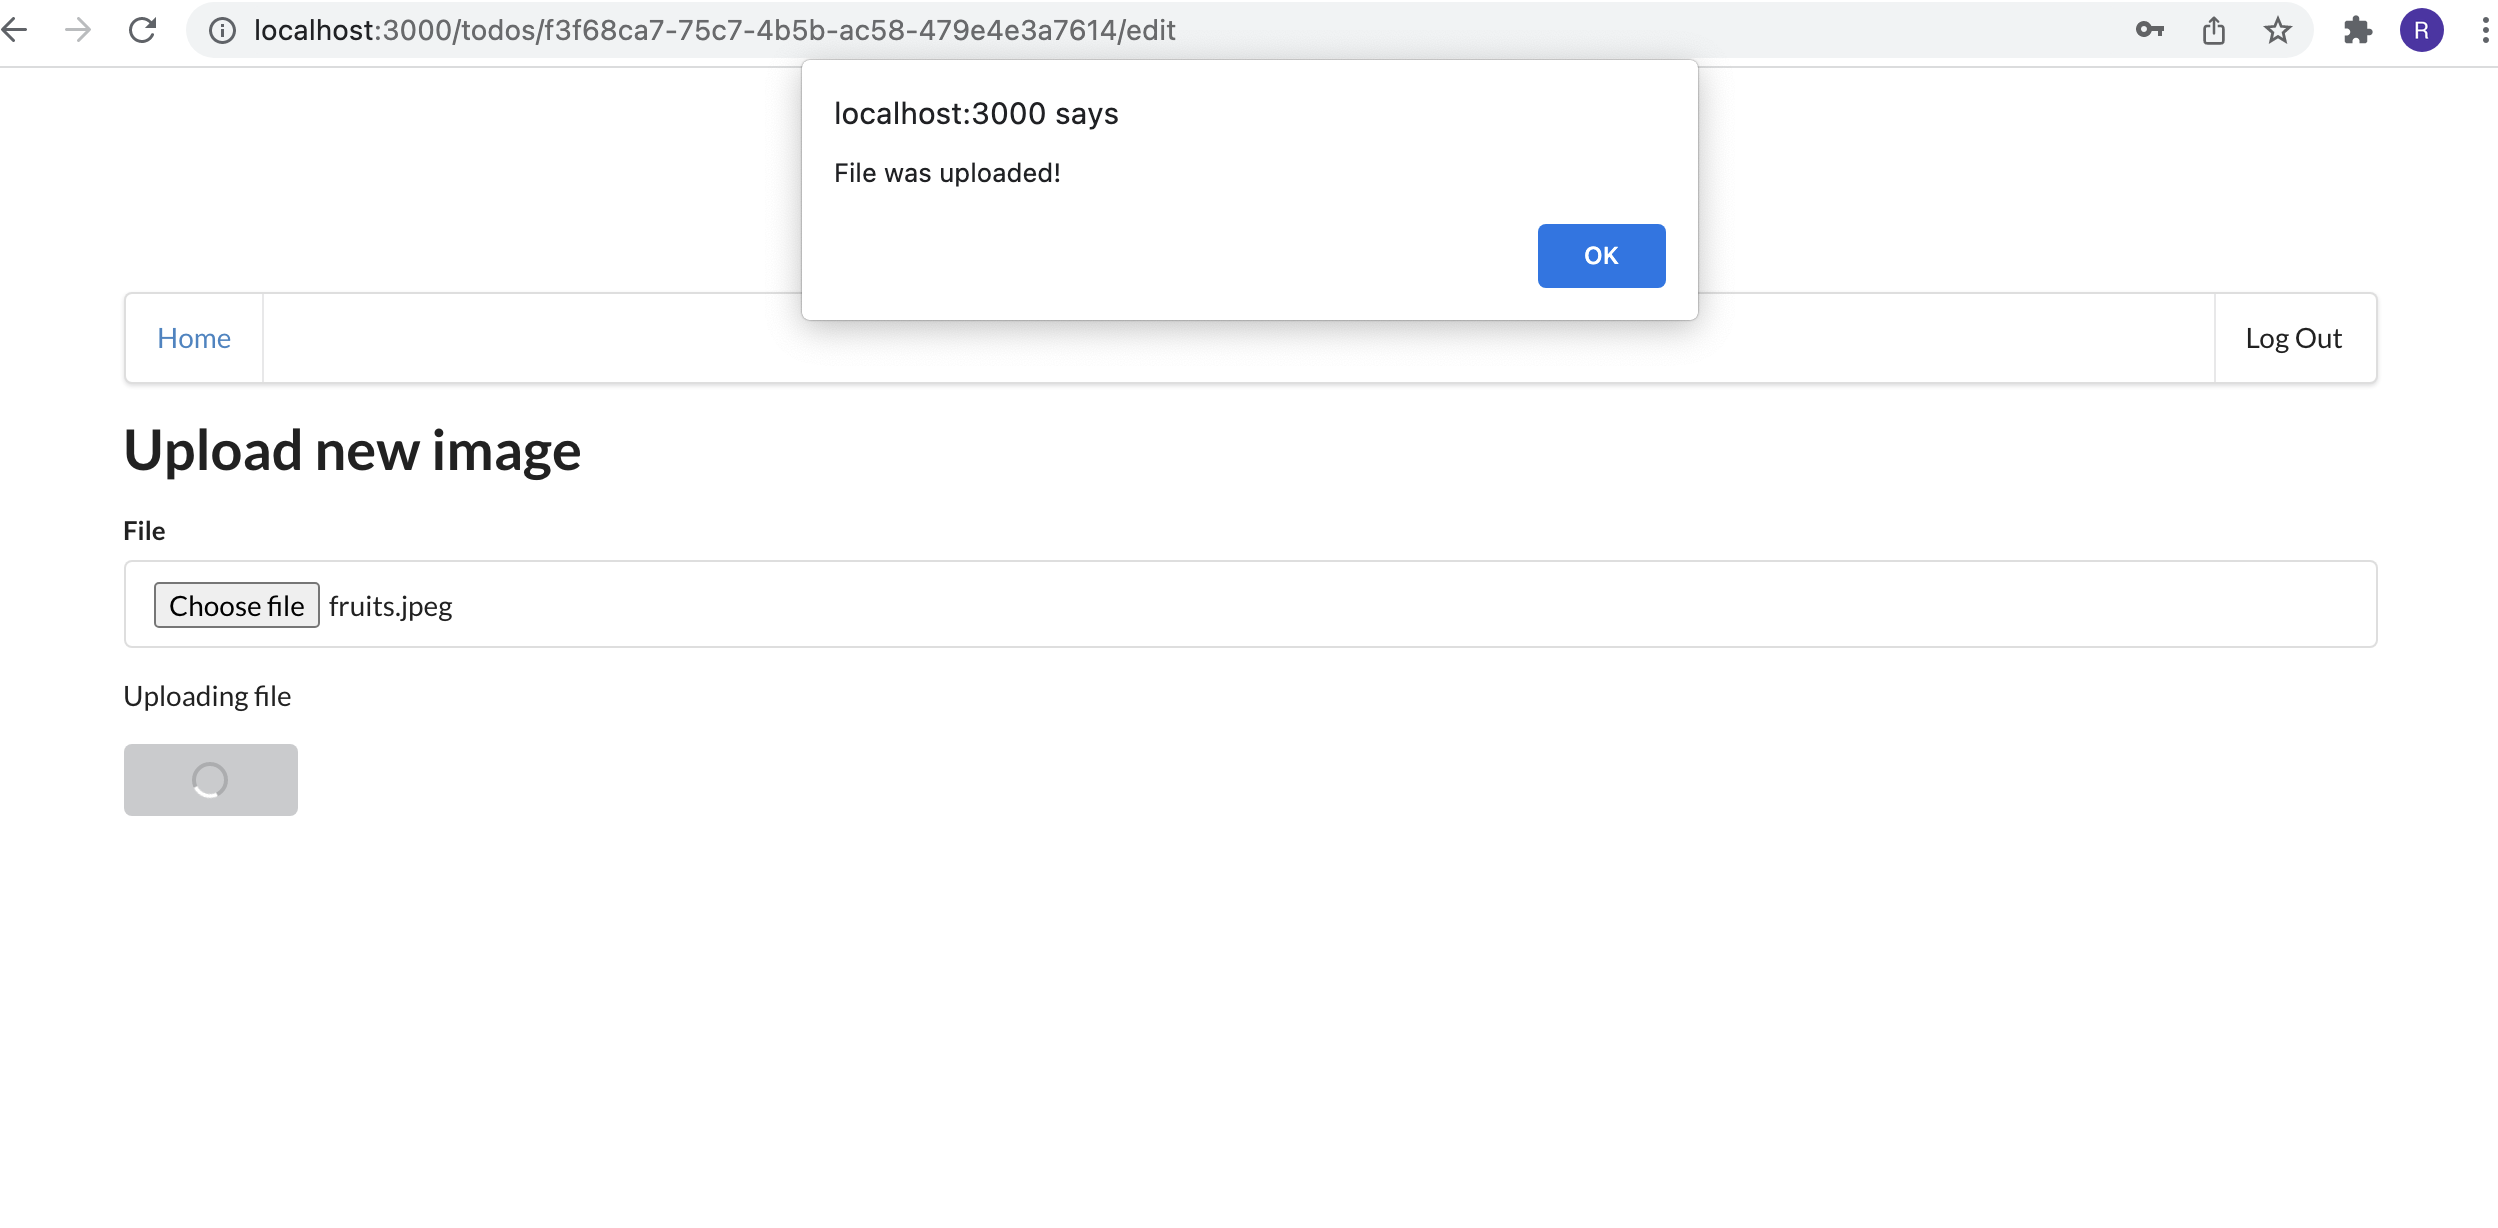 localhost:3000/todos/f3f68ca7-75c7-4b5b-ac58-479e4e3a7614/edit
R
localhost:3000 says
File was uploaded!
OK
Home
Log Out
Upload new image
File
Choose file fruits.jpeg
Uploading file